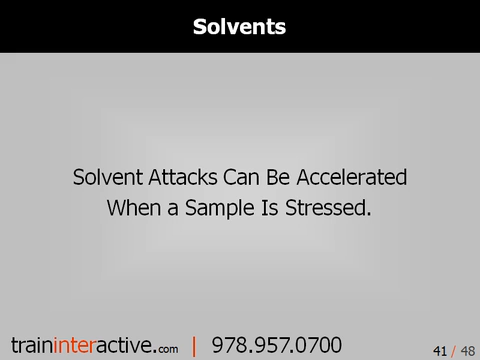 Solvents
Solvent Attacks Can Be Accelerated
When a Sample Is Stressed.
traininteractive.com | 978.957.0700
41 / 48